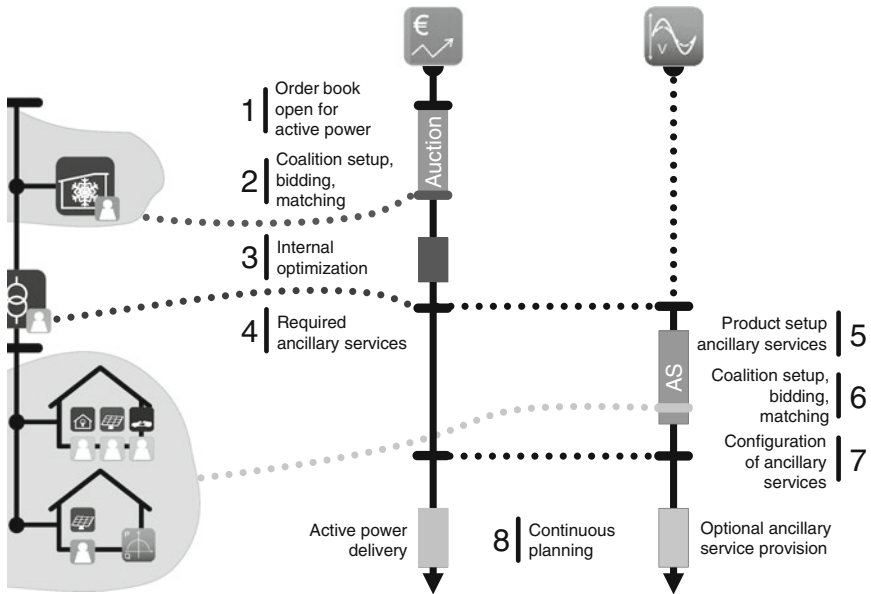 €
V
1
Order book
open for
active power
Auction
2
Coalition setup,
bidding,
matching
3
Internal
optimization
4
Required
ancillary services
Product setup
ancillary services
5
AS
Coalition setup,
bidding,
matching
6
Configuration
of ancillary
services
7
P
Q
Active power
delivery
8
Continuous
planning
Optional ancillary
service provision